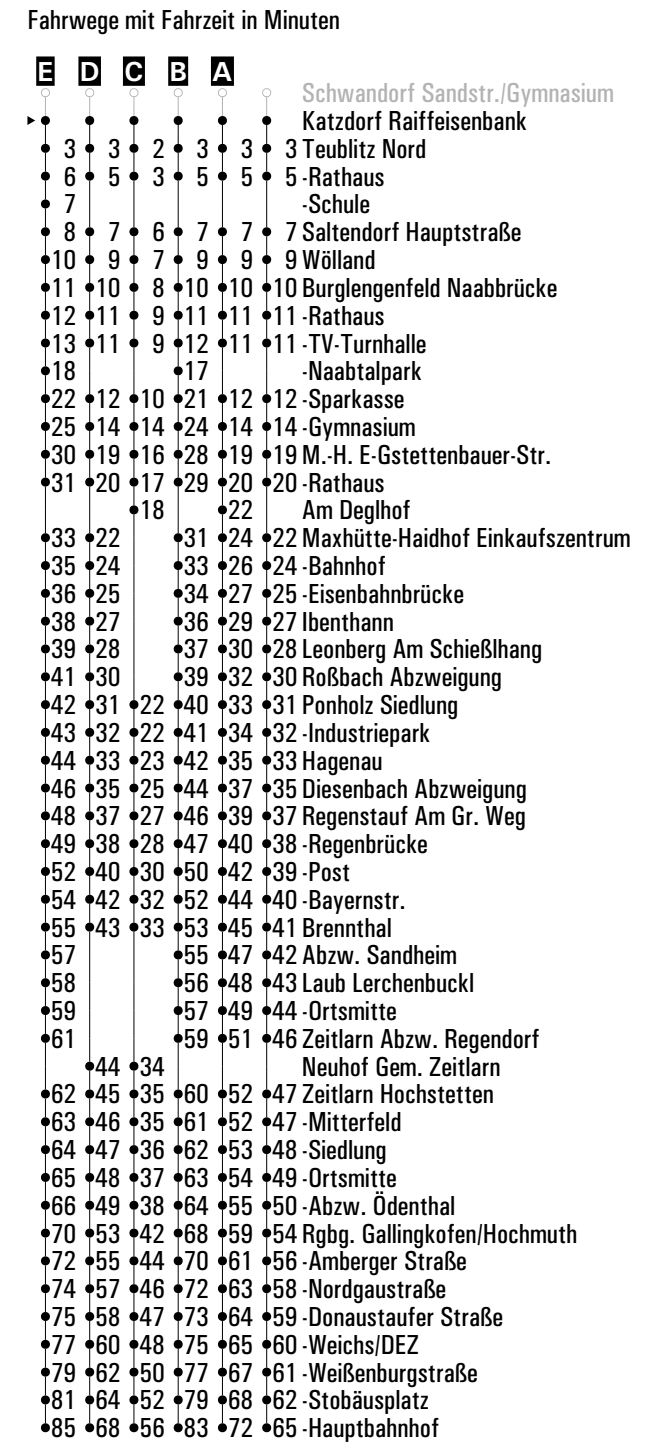 Fahrwege mit Fahrzeit in Minuten
E D C B A
Schwandorf Sandstr./Gymnasium
Katzdorf Raiffeisenbank
3 3 2 3 3 3 Teublitz Nord
6 5 3 5 5 5 -Rathaus
7 -Schule
8 7 6 7 7 7 Saltendorf Hauptstraße
10 9 7 9 9 9 Wölland
11 10 8 10 10 10 Burglengenfeld Naabbrücke
12 11 9 11 11 11 -Rathaus
13 11 9 12 11 11 -TV-Turnhalle
18 17 -Naabtalpark
22 12 10 21 12 12 -Sparkasse
25 14 14 24 14 14 -Gymnasium
30 19 16 28 19 19 M.-H. E-Gstettenbauer-Str.
31 20 17 29 20 20 -Rathaus
18 22 Am Deglhof
33 22 31 24 22 Maxhütte-Haidhof Einkaufszentrum
35 24 33 26 24 -Bahnhof
36 25 34 27 25 -Eisenbahnbrücke
38 27 36 29 27 Ibenthann
39 28 37 30 28 Leonberg Am Schießlhang
41 30 39 32 30 Roßbach Abzweigung
42 31 22 40 33 31 Ponholz Siedlung
43 32 22 41 34 32 -Industriepark
44 33 23 42 35 33 Hagenau
46 35 25 44 37 35 Diesenbach Abzweigung
48 37 27 46 39 37 Regenstauf Am Gr. Weg
49 38 28 47 40 38 -Regenbrücke
52 40 30 50 42 39 -Post
54 42 32 52 44 40 -Bayernstr.
55 43 33 53 45 41 Brennthal
57 55 47 42 Abzw. Sandheim
58 56 48 43 Laub Lerchenbuckl
59 57 49 44 -Ortsmitte
61 59 51 46 Zeitlarn Abzw. Regendorf
44 34 Neuhof Gem. Zeitlarn
62 45 35 60 52 47 Zeitlarn Hochstetten
63 46 35 61 52 47 -Mitterfeld
64 47 36 62 53 48 -Siedlung
65 48 37 63 54 49 -Ortsmitte
66 49 38 64 55 50 -Abzw. Ödenthal
70 53 42 68 59 54 Rgbg. Gallingkofen/Hochmuth
72 55 44 70 61 56 -Amberger Straße
74 57 46 72 63 58 -Nordgaustraße
75 58 47 73 64 59 -Donaustaufer Straße
77 60 48 75 65 60 -Weichs/DEZ
79 62 50 77 67 61 -Weißenburgstraße
81 64 52 79 68 62 -Stobäusplatz
85 68 56 83 72 65 -Hauptbahnhof